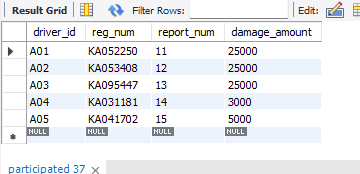 Result Grid Filter Rows: Edit:
driver_id reg_num report_num damage_amount
A01 KA052250 11 25000
A02 KA053408 12 25000
A03 KA095447 13 25000
A04 KA031181 14 3000
A05 KA041702 15 5000
NULL NULL NULL NULL
participated 37